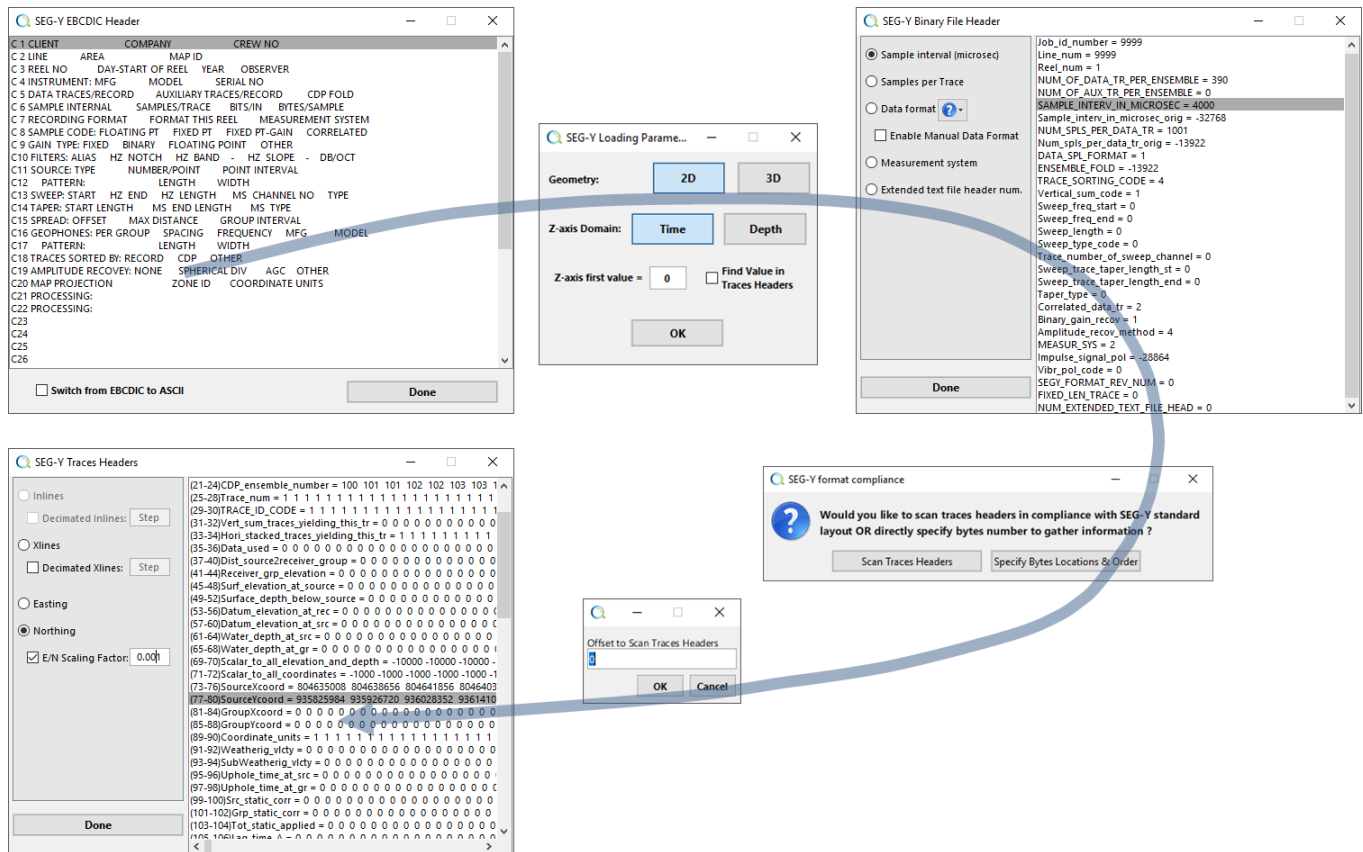 SEG-Y EBCDIC Header
C 1 CLIENT COMPANY CREW NO
C 2 LINE AREA MAP ID
C 3 REEL NO DAY-START OF REEL YEAR OBSERVER
C 4 INSTRUMENT: MFG MODEL SERIAL NO
C 5 DATA TRACES/RECORD AUXILIARY TRACES/RECORD CDP FOLD
C 6 SAMPLE INTERNAL SAMPLES/TRACE BITS/IN BYTES/SAMPLE
C 7 RECORDING FORMAT FORMAT THIS REEL MEASUREMENT SYSTEM
C 8 SAMPLE CODE: FLOATING PT FIXED PT FIXED PT-GAIN CORRELATED
C 9 GAIN TYPE: FIXED BINARY FLOATING POINT OTHER
C10 FILTERS: ALIAS HZ NOTCH HZ BAND - HZ SLOPE - DB/OCT
C11 SOURCE: TYPE NUMBER/POINT POINT INTERVAL
C12 PATTERN: LENGTH WIDTH
C13 SWEEP: START HZ END HZ LENGTH MS CHANNEL NO TYPE
C14 TAPER: START LENGTH MS END LENGTH MS TYPE
C15 SPREAD: OFFSET MAX DISTANCE GROUP INTERVAL
C16 GEOPHONES: PER GROUP SPACING FREQUENCY MFG MODEL
C17 PATTERN: LENGTH WIDTH
C18 TRACES SORTED BY: RECORD CDP OTHER
C19 AMPLITUDE RECOVEY: NONE SPHERICAL DIV AGC OTHER
C20 MAP PROJECTION ZONE ID COORDINATE UNITS
C21 PROCESSING:
C22 PROCESSING:
C23
C24
C25
C26
Switch from EBCDIC to ASCII
Done
SEG-Y Loading Parame...
Geometry: 2D 3D
Z-axis Domain: Time Depth
Z-axis first value = 0
Find Value in
Traces Headers
OK
SEG-Y Binary File Header
Sample interval (microsec)
Samples per Trace
Data format
Enable Manual Data Format
Measurement system
Extended text file header num.
Done
Job_id_number = 9999
Line_num = 9999
Reel_num = 1
NUM_OF_DATA_TR_PER_ENSEMBLE = 390
NUM_OF_AUX_TR_PER_ENSEMBLE = 0
SAMPLE_INTERV_IN_MICROSEC = 4000
Sample_interv_in_microsec_orig = -32768
NUM_SPLS_PER_DATA_TR = 1001
Num_spls_per_data_tr_orig = -13922
DATA_SPL_FORMAT = 1
ENSEMBLE_FOLD = -13922
TRACE_SORTING_CODE = 4
Vertical_sum_code = 1
Sweep_freq_start = 0
Sweep_freq_end = 0
Sweep_length = 0
Sweep_type_code = 0
Trace_number_of_sweep_channel = 0
Sweep_trace_taper_length_st = 0
Sweep_trace_taper_length_end = 0
Taper_type = 0
Correlated_data_tr = 2
Binary_gain_recov = 1
Amplitude_recov_method = 4
MEASUR_SYS = 2
Impulse_signal_pol = -28864
Vibr_pol_code = 0
SEGY_FORMAT_REV_NUM = 0
FIXED_LEN_TRACE = 0
NUM_EXTENDED_TEXT_FILE_HEAD = 0
SEG-Y Traces Headers
Inlines
Decimated Inlines: Step
Xlines
Decimated Xlines: Step
Easting
Northing
E/N Scaling Factor: 0.001
Done
(21-24)CDP_ensemble_number = 100 101 101 102 102 103 103 1
(25-28)Trace_num = 1 1 1 1 1 1 1 1 1 1 1 1 1 1 1 1 1 1 1 1
(29-30)TRACE_ID_CODE = 1 1 1 1 1 1 1 1 1 1 1 1 1 1 1 1 1
(31-32)Vert_sum_traces_yielding_this_tr = 0 0 0 0 0 0 0 0 0 0 0
(33-34)Hori_stacked_traces_yielding_this_tr = 1 1 1 1 1 1 1 1 1
(35-36)Data_used = 0 0 0 0 0 0 0 0 0 0 0 0 0 0 0 0 0 0 0 0
(37-40)Dist_source2receiver_group = 0 0 0 0 0 0 0 0 0 0 0 0 0
(41-44)Receiver_grp_elevation = 0 0 0 0 0 0 0 0 0 0 0 0 0 0 0
(45-48)Surf_elevation_at_source = 0 0 0 0 0 0 0 0 0 0 0 0 0 0
(49-52)Surface_depth_below_source = 0 0 0 0 0 0 0 0 0 0 0 0
(53-56)Datum_elevation_at_rec = 0 0 0 0 0 0 0 0 0 0 0 0 0 0
(57-60)Datum_elevation_at_src = 0 0 0 0 0 0 0 0 0 0 0 0 0 0
(61-64)Water_depth_at_src = 0 0 0 0 0 0 0 0 0 0 0 0 0 0 0 0
(65-68)Water_depth_at_gr = 0 0 0 0 0 0 0 0 0 0 0 0 0 0 0 0
(69-70)Scalar_to_all_elevation_and_depth = -10000 -10000 -10000 -
(71-72)Scalar_to_all_coordinates = -1000 -1000 -1000 -1000 -1000 -1
(73-76)SourceXcoord = 804635008 804638656 804641856 8046403
(77-80)SourceYcoord = 935825984 935926720 936028352 9361410
(81-84)GroupXcoord = 0 0 0 0 0 0 0 0 0 0 0 0 0 0 0 0 0 0 0
(85-88)GroupYcoord = 0 0 0 0 0 0 0 0 0 0 0 0 0 0 0 0 0 0 0
(89-90)Coordinate_units = 1 1 1 1 1 1 1 1 1 1 1 1 1 1 1 1 1 1
(91-92)Weatherig_vlcty = 0 0 0 0 0 0 0 0 0 0 0 0 0 0 0 0 0 0
(93-94)SubWeatherig_vlcty = 0 0 0 0 0 0 0 0 0 0 0 0 0 0 0 0
(95-96)Uphole_time_at_src = 0 0 0 0 0 0 0 0 0 0 0 0 0 0 0 0
(97-98)Uphole_time_at_gr = 0 0 0 0 0 0 0 0 0 0 0 0 0 0 0 0
(99-100)Src_static_corr = 0 0 0 0 0 0 0 0 0 0 0 0 0 0 0 0 0 0
(101-102)Grp_static_corr = 0 0 0 0 0 0 0 0 0 0 0 0 0 0 0 0 0
(103-104)Tot_static_applied = 0 0 0 0 0 0 0 0 0 0 0 0 0 0 0 0
SEG-Y format compliance
Would you like to scan traces headers in compliance with SEG-Y standard
layout OR directly specify bytes number to gather information ?
Scan Traces Headers
Specify Bytes Locations & Order
Offset to Scan Traces Headers
0
OK Cancel